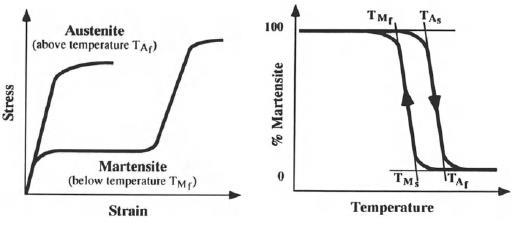 Austenite
(above temperature TAf)
Stress
Martensite
(below temperature TMf)
Strain
TMf
TAs
100
% Martensite
0
TMs
TAf
Temperature